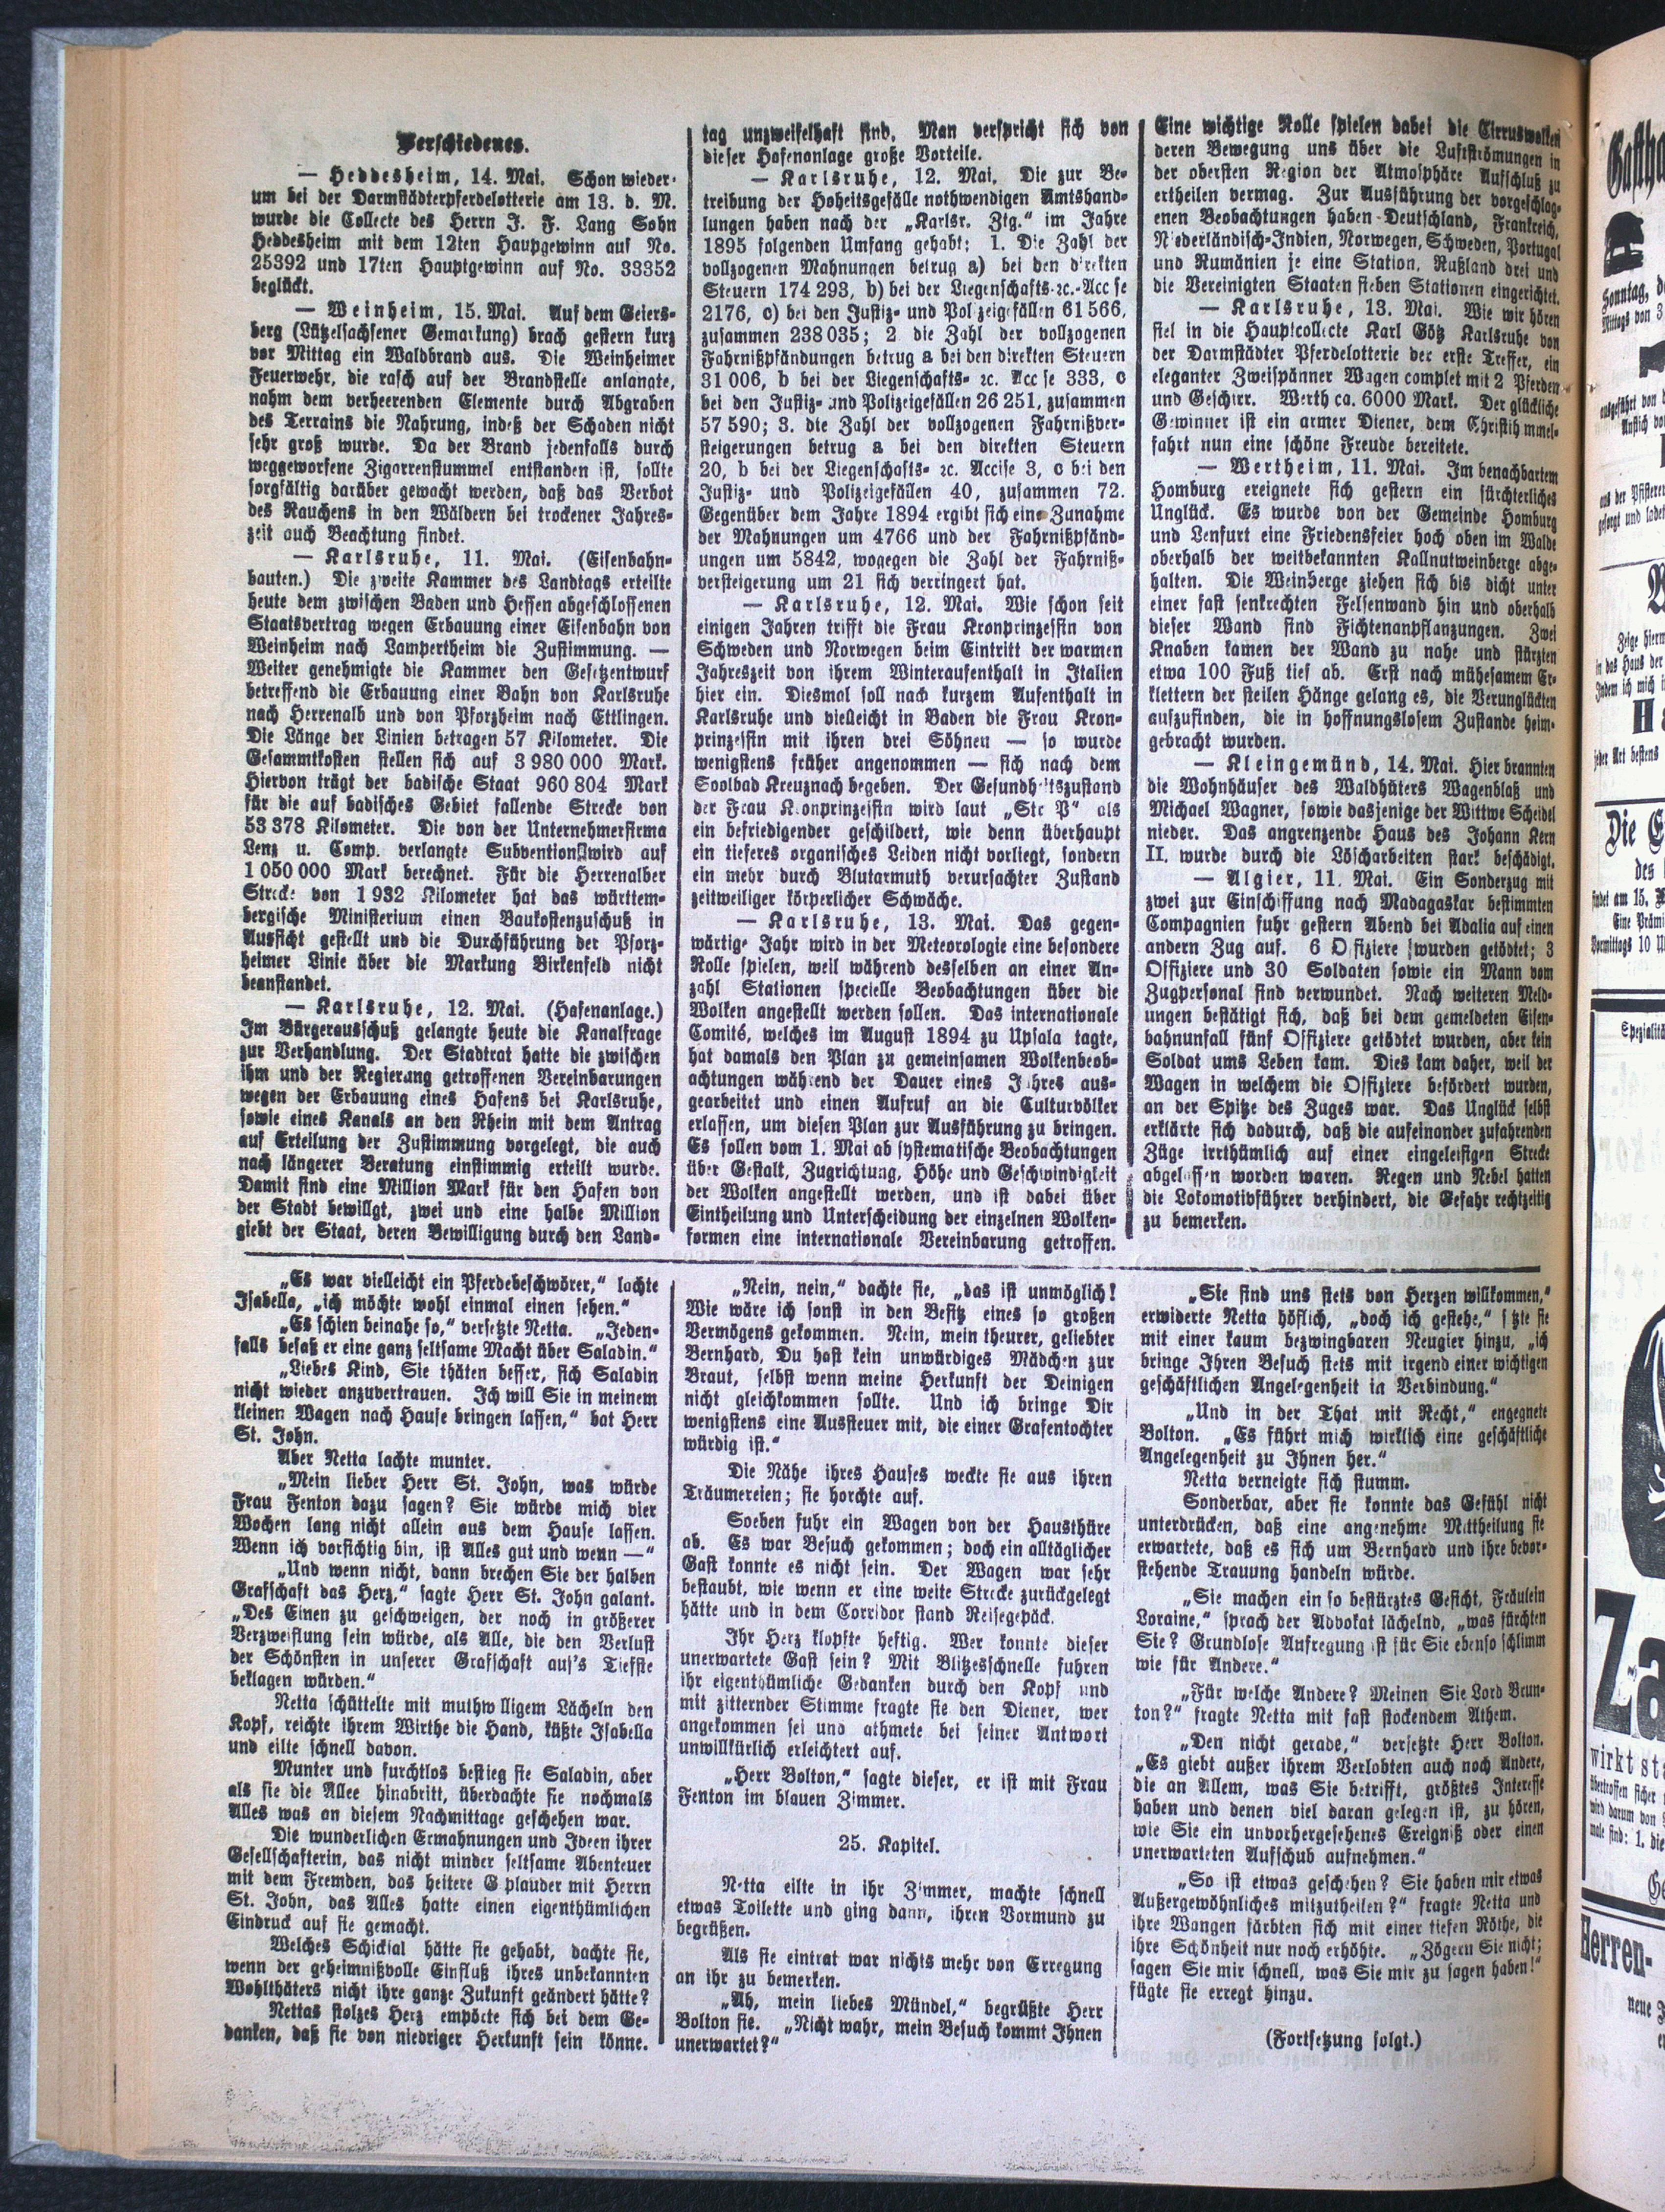 Verschiedenes.
— Heddesheim, 14. Mai. Schon wieder-
um bei der Darmstädterpferdelotterie am 13. d. M.
wurde die Collecte des Herrn J. F. Lang Sohn
Heddesheim mit dem 12ten Haupgewinn auf No.
25392 und 17ten Hauptgewinn auf No. 33352
beglückt.
— Weinheim, 15. Mai. Auf dem Geiers-
berg (Lützelsachsener Gemarkung) brach gestern kurz
vor Mittag ein Waldbrand aus. Die Weinheimer
Feuerwehr, die rasch auf der Brandstelle anlangte,
nahm dem verheerenden Elemente durch Abgraben
des Terrains die Nahrung, indeß der Schaden nicht
sehr groß wurde. Da der Brand jedenfalls durch
weggeworfene Zigarrenstummel entstanden ist, sollte
sorgfältig darüber gewacht werden, daß das Verbot
des Rauchens in den Wäldern bei trockener Jahres-
zeit auch Beachtung findet.
— Karlsruhe, 11. Mai. (Eisenbahn-
bauten.) Die zweite Kammer des Landtags erteilte
heute dem zwischen Baden und Hessen abgeschlossenen
Staatsvertrag wegen Erbauung einer Eisenbahn von
Weinheim nach Lampertheim die Zustimmung. —
Weiter genehmigte die Kammer den Gesetzentwurf
betreffend die Erbauung einer Bahn von Karlsruhe
nach Herrenalb und von Pforzheim nach Ettlingen.
Die Länge der Linien betragen 57 Kilometer. Die
Gesammtkosten stellen sich auf 3 980 000 Mark.
Hiervon trägt der badische Staat 960 804 Mark
für die auf badisches Gebiet fallende Strecke von
53 378 Kilometer. Die von der Unternehmerfirma
Lenz u. Comp. verlangte Subvention wird auf
1 050 000 Mark berechnet. Für die Herrenalber
Strecke von 1 932 Kilometer hat das württem-
bergische Ministerium einen Baukostenzuschuß in
Aussicht gestellt und die Durchführung der Pforz-
heimer Linie über die Markung Birkenfeld nicht
beanstandet.
— Karlsruhe, 12. Mai. (Hafenanlage.)
Im Bürgerausschuß gelangte heute die Kanalfrage
zur Verhandlung. Der Stadtrat hatte die zwischen
ihm und der Regierung getroffenen Vereinbarungen
wegen der Erbauung eines Hafens bei Karlsruhe,
sowie eines Kanals an den Rhein mit dem Antrag
auf Erteilung der Zustimmung vorgelegt, die auch
nach längerer Beratung einstimmig erteilt wurde.
Damit sind eine Million Mark für den Hafen von
der Stadt bewillgt, zwei und eine halbe Million
giebt der Staat, deren Bewilligung durch den Land-
tag unzweifelhaft sind. Man verspricht sich von
dieser Hafenanlage große Vorteile.
— Karlsruhe, 12. Mai. Die zur Be-
treibung der Hoheitsgefälle nothwendigen Amtshand-
lungen haben nach der „Karlsr. Ztg.“ im Jahre
1895 folgenden Umfang gehabt: 1. Die Zahl der
vollzogenen Mahnungen betrug a) bei den direkten
Steuern 174 293, b) bei der Liegenschafts-ꝛc.-Accise
2176, c) bei den Justiz- und Polizeigefällen 61 566,
zusammen 238 035; 2 die Zahl der vollzogenen
Fahrnißpfändungen betrug a bei den direkten Steuern
31 006, b bei der Liegenschafts- ꝛc. Accise 333, c
bei den Justiz- und Polizeigefällen 26 251, zusammen
57 590; 3. die Zahl der vollzogenen Fahrnißver-
steigerungen betrug a bei den direkten Steuern
20, b bei der Liegenschafts- ꝛc. Accise 3, c bei den
Justiz- und Polizeigefällen 40, zusammen 72.
Gegenüber dem Jahre 1894 ergibt sich eine Zunahme
der Mahnungen um 4766 und der Fahrnißpfänd-
ungen um 5842, wogegen die Zahl der Fahrniß-
versteigerung um 21 sich verringert hat.
— Karlsruhe, 12. Mai. Wie schon seit
einigen Jahren trifft die Frau Kronprinzessin von
Schweden und Norwegen beim Eintritt der warmen
Jahreszeit von ihrem Winteraufenthalt in Italien
hier ein. Diesmal soll nach kurzem Aufenthalt in
Karlsruhe und vielleicht in Baden die Frau Kron-
prinzessin mit ihren drei Söhnen — so wurde
wenigstens früher angenommen — sich nach dem
Soolbad Kreuznach begeben. Der Gesundheitszustand
der Frau Kronprinzessin wird laut „Str P“ als
ein befriedigender geschildert, wie denn überhaupt
ein tieferes organisches Leiden nicht vorliegt, sondern
ein mehr durch Blutarmuth verursachter Zustand
zeitweiliger körperlicher Schwäche.
— Karlsruhe, 13. Mai. Das gegen-
wärtige Jahr wird in der Meteorologie eine besondere
Rolle spielen, weil während desselben an einer An-
zahl Stationen specielle Beobachtungen über die
Wolken angestellt werden sollen. Das internationale
Comité, welches im August 1894 zu Upsala tagte,
hat damals den Plan zu gemeinsamen Wolkenbeob-
achtungen während der Dauer eines Jahres aus-
gearbeitet und einen Aufruf an die Culturvölker
erlassen, um diesen Plan zur Ausführung zu bringen.
Es sollen vom 1. Mai ab systematische Beobachtungen
über Gestalt, Zugrichtung, Höhe und Geschwindigkeit
der Wolken angestellt werden, und ist dabei über
Eintheilung und Unterscheidung der einzelnen Wolken-
formen eine internationale Vereinbarung getroffen.
Eine wichtige Rolle spielen dabei die Cirruswolken
deren Bewegung uns über die Luftströmungen in
der obersten Region der Atmosphäre Aufschluß zu
ertheilen vermag. Zur Ausführung der vorgeschlag-
enen Beobachtungen haben Deutschland, Frankreich,
Niederländisch-Indien, Norwegen, Schweden, Portugal
und Rumänien je eine Station, Rußland drei und
die Vereinigten Staaten sieben Stationen eingerichtet.
— Karlsruhe, 13. Mai. Wie wir hören
fiel in die Hauptcollecte Karl Götz Karlsruhe von
der Darmstädter Pferdelotterie der erste Treffer, ein
eleganter Zweispänner Wagen complet mit 2 Pferden
und Geschirr. Werth ca. 6000 Mark. Der glückliche
Gewinner ist ein armer Diener, dem Christihimmel-
fahrt nun eine schöne Freude bereitete.
— Wertheim, 11. Mai. Im benachbartem
Homburg ereignete sich gestern ein fürchterliches
Unglück. Es wurde von der Gemeinde Homburg
und Lenfurt eine Friedensfeier hoch oben im Walde
oberhalb der weitbekannten Kallnutweinberge abge-
halten. Die Weinberge ziehen sich bis dicht unter
einer fast senkrechten Felsenwand hin und oberhalb
dieser Wand sind Fichtenanpflanzungen. Zwei
Knaben kamen der Wand zu nahe und stürzten
etwa 100 Fuß tief ab. Erst nach mühesamem Er-
klettern der steilen Hänge gelang es, die Verunglückten
aufzufinden, die in hoffnungslosem Zustande heim-
gebracht wurden.
— Kleingemünd, 14. Mai. Hier brannten
die Wohnhäuser des Waldhüters Wagenblaß und
Michael Wagner, sowie dasjenige der Wittwe Scheidel
nieder. Das angrenzende Haus des Johann Kern
II. wurde durch die Löscharbeiten stark beschädigt.
— Algier, 11. Mai. Ein Sonderzug mit
zwei zur Einschiffung nach Madagaskar bestimmten
Compagnien fuhr gestern Abend bei Adalia auf einen
andern Zug auf. 6 Offiziere wurden getödtet; 3
Offiziere und 30 Soldaten sowie ein Mann vom
Zugpersonal sind verwundet. Nach weiteren Meld-
ungen bestätigt sich, daß bei dem gemeldeten Eisen-
bahnunfall fünf Offiziere getödtet wurden, aber kein
Soldat ums Leben kam. Dies kam daher, weil der
Wagen in welchem die Offiziere befördert wurden,
an der Spitze des Zuges war. Das Unglück selbst
erklärte sich dadurch, daß die aufeinander zufahrenden
Züge irrthümlich auf einer eingeleisigen Strecke
abgelassen worden waren. Regen und Nebel hatten
die Lokomotivführer verhindert, die Gefahr rechtzeitig
zu bemerken.
„Es war vielleicht ein Pferdebeschwörer,“ lachte
Isabella, „ich möchte wohl einmal einen sehen.“
„Es schien beinahe so,“ versetzte Netta. „Jeden-
falls besaß er eine ganz seltsame Macht über Saladin.“
„Liebes Kind, Sie thäten besser, sich Saladin
nicht wieder anzuvertrauen. Ich will Sie in meinem
kleinen Wagen nach Hause bringen lassen,“ bat Herr
St. John.
Aber Netta lachte munter.
„Mein lieber Herr St. John, was würde
Frau Fenton dazu sagen? Sie würde mich vier
Wochen lang nicht allein aus dem Hause lassen.
Wenn ich vorsichtig bin, ist Alles gut und wenn —“
„Und wenn nicht, dann brechen Sie der halben
Grafschaft das Herz,“ sagte Herr St. John galant.
„Des Einen zu geschweigen, der noch in größerer
Verzweiflung sein würde, als Alle, die den Verlust
der Schönsten in unserer Grafschaft auf's Tiefste
beklagen würden.“
Netta schüttelte mit muthwilligem Lächeln den
Kopf, reichte ihrem Wirthe die Hand, küßte Isabella
und eilte schnell davon.
Munter und furchtlos bestieg sie Saladin, aber
als sie die Allee hinabritt, überdachte sie nochmals
Alles was an diesem Nachmittage geschehen war.
Die wunderlichen Ermahnungen und Ideen ihrer
Gesellschafterin, das nicht minder seltsame Abenteuer
mit dem Fremden, das heitere Geplauder mit Herrn
St. John, das Alles hatte einen eigenthümlichen
Eindruck auf sie gemacht.
Welches Schicksal hätte sie gehabt, dachte sie,
wenn der geheimnißvolle Einfluß ihres unbekannten
Wohlthäters nicht ihre ganze Zukunft geändert hätte?
Nettas stolzes Herz empörte sich bei dem Ge-
danken, daß sie von niedriger Herkunft sein könne.
„Nein, nein,“ dachte sie, „das ist unmöglich!
Wie wäre ich sonst in den Besitz eines so großen
Vermögens gekommen. Nein, mein theurer, geliebter
Bernhard, Du hast kein unwürdiges Mädchen zur
Braut, selbst wenn meine Herkunft der Deinigen
nicht gleichkommen sollte. Und ich bringe Dir
wenigstens eine Aussteuer mit, die einer Grafentochter
würdig ist.“
Die Nähe ihres Hauses weckte sie aus ihren
Träumereien; sie horchte auf.
Soeben fuhr ein Wagen von der Hausthüre
ab. Es war Besuch gekommen; doch ein alltäglicher
Gast konnte es nicht sein. Der Wagen war sehr
bestaubt, wie wenn er eine weite Strecke zurückgelegt
hätte und in dem Corridor stand Reisegepäck.
Ihr Herz klopfte heftig. Wer konnte dieser
unerwartete Gast sein? Mit Blitzesschnelle fuhren
ihr eigenthümliche Gedanken durch den Kopf und
mit zitternder Stimme fragte sie den Diener, wer
angekommen sei und athmete bei seiner Antwort
unwillkürlich erleichtert auf.
„Herr Bolton,“ sagte dieser, er ist mit Frau
Fenton im blauen Zimmer.
25. Kapitel.
Netta eilte in ihr Zimmer, machte schnell
etwas Toilette und ging dann, ihren Vormund zu
begrüßen.
Als sie eintrat war nichts mehr von Erregung
an ihr zu bemerken.
„Ah, mein liebes Mündel,“ begrüßte Herr
Bolton sie. „Nicht wahr, mein Besuch kommt Ihnen
unerwartet?“
„Sie sind uns stets von Herzen willkommen,“
erwiderte Netta höflich, „doch ich gestehe,“ setzte sie
mit einer kaum bezwingbaren Neugier hinzu, „ich
bringe Ihren Besuch stets mit irgend einer wichtigen
geschäftlichen Angelegenheit in Verbindung.“
„Und in der That mit Recht,“ engegnete
Bolton. „Es führt mich wirklich eine geschäftliche
Angelegenheit zu Ihnen her.“
Netta verneigte sich stumm.
Sonderbar, aber sie konnte das Gefühl nicht
unterdrücken, daß eine angenehme Mittheilung sie
erwartete, daß es sich um Bernhard und ihre bevor-
stehende Trauung handeln würde.
„Sie machen ein so bestürztes Gesicht, Fräulein
Loraine,“ sprach der Advokat lächelnd, „was fürchten
Sie? Grundlose Aufregung ist für Sie ebenso schlimm
wie für Andere.“
„Für welche Andere? Meinen Sie Lord Brun-
ton?“ fragte Netta mit fast stockendem Athem.
„Den nicht gerade,“ versetzte Herr Bolton.
„Es giebt außer ihrem Verlobten auch noch Andere,
die an Allem, was Sie betrifft, größtes Interesse
haben und denen viel daran gelegen ist, zu hören,
wie Sie ein unvorhergesehenes Ereigniß oder einen
unerwarteten Aufschub aufnehmen.“
„So ist etwas geschehen? Sie haben mir etwas
Außergewöhnliches mitzutheilen?“ fragte Netta und
ihre Wangen färbten sich mit einer tiefen Röthe, die
ihre Schönheit nur noch erhöhte. „Zögern Sie nicht;
sagen Sie mir schnell, was Sie mir zu sagen haben!“
fügte sie erregt hinzu.
(Fortsetzung folgt.)
Sonntag,
Mittags von 3
ausgeführt von
aus der
gesorgt und ladet
Zeige
in das Haus der
Indem ich mich
jeder Art bestens
Die
des
findet am 15.
Eine
Vormittags 10
Za
wirkt
male sind: 1. die
Herren-
neue